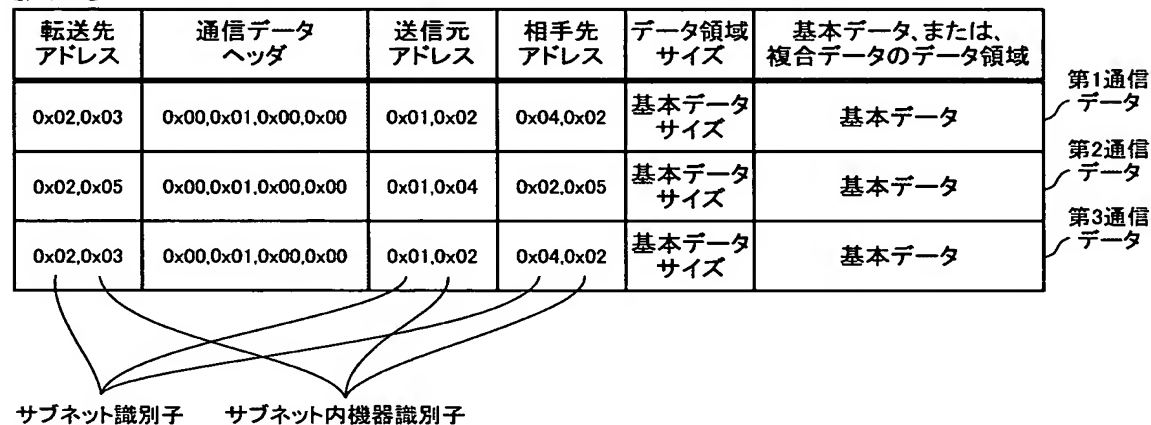 転送先
アドレス
通信データ
ヘッダ
送信元
アドレス
相手先
アドレス
データ領域
サイズ
基本データ、または、
複合データのデータ領域
0x02,0x03
0x00,0x01,0x00,0x00
0x01,0x02
0x04,0x02
基本データ
サイズ
基本データ
第1通信
データ
0x02,0x05
0x00,0x01,0x00,0x00
0x01,0x04
0x02,0x05
基本データ
サイズ
基本データ
第2通信
データ
0x02,0x03
0x00,0x01,0x00,0x00
0x01,0x02
0x04,0x02
基本データ
サイズ
基本データ
第3通信
データ
サブネット識別子
サブネット内機器識別子